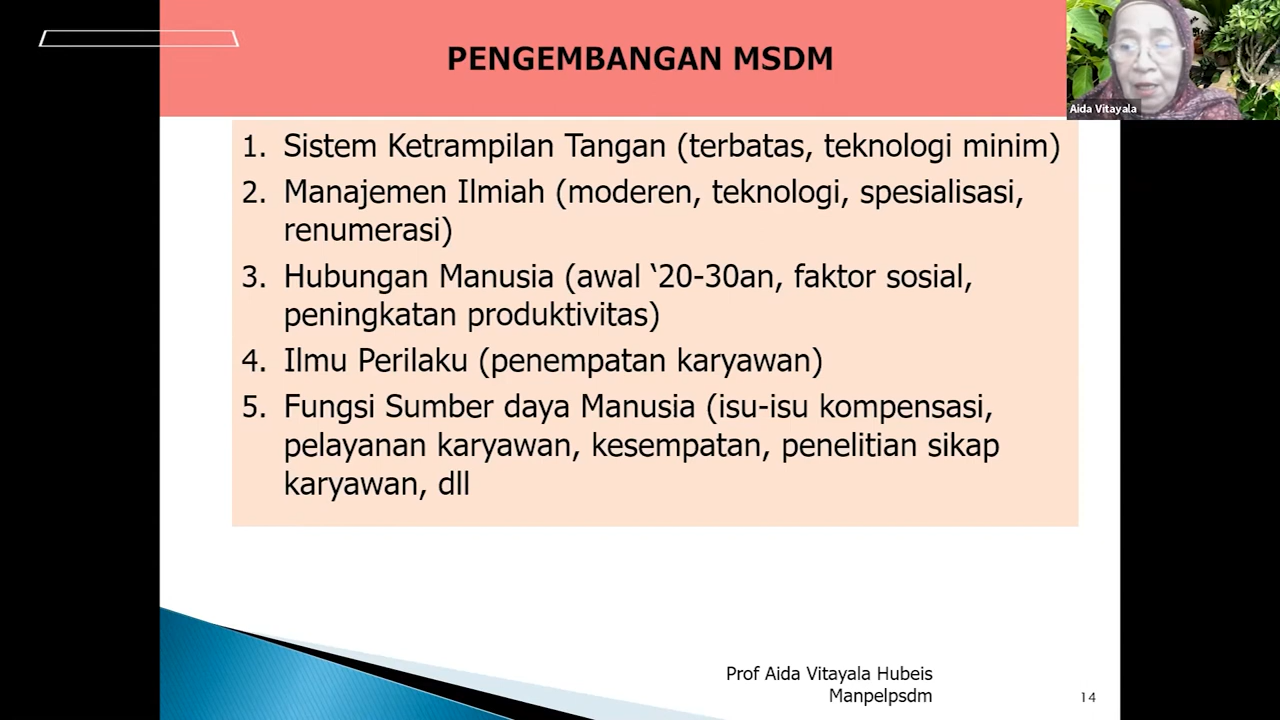 PENGEMBANGAN MSDM
Aida Vitayala
1. Sistem Ketrampilan Tangan (terbatas, teknologi minim)
2. Manajemen Ilmiah (moderen, teknologi, spesialisasi,
renumerasi)
3. Hubungan Manusia (awal ‘20-30an, faktor sosial,
peningkatan produktivitas)
4. Ilmu Perilaku (penempatan karyawan)
5. Fungsi Sumber daya Manusia (isu-isu kompensasi,
pelayanan karyawan, kesempatan, penelitian sikap
karyawan, dll
Prof Aida Vitayala Hubeis
Manpelpsdm
14